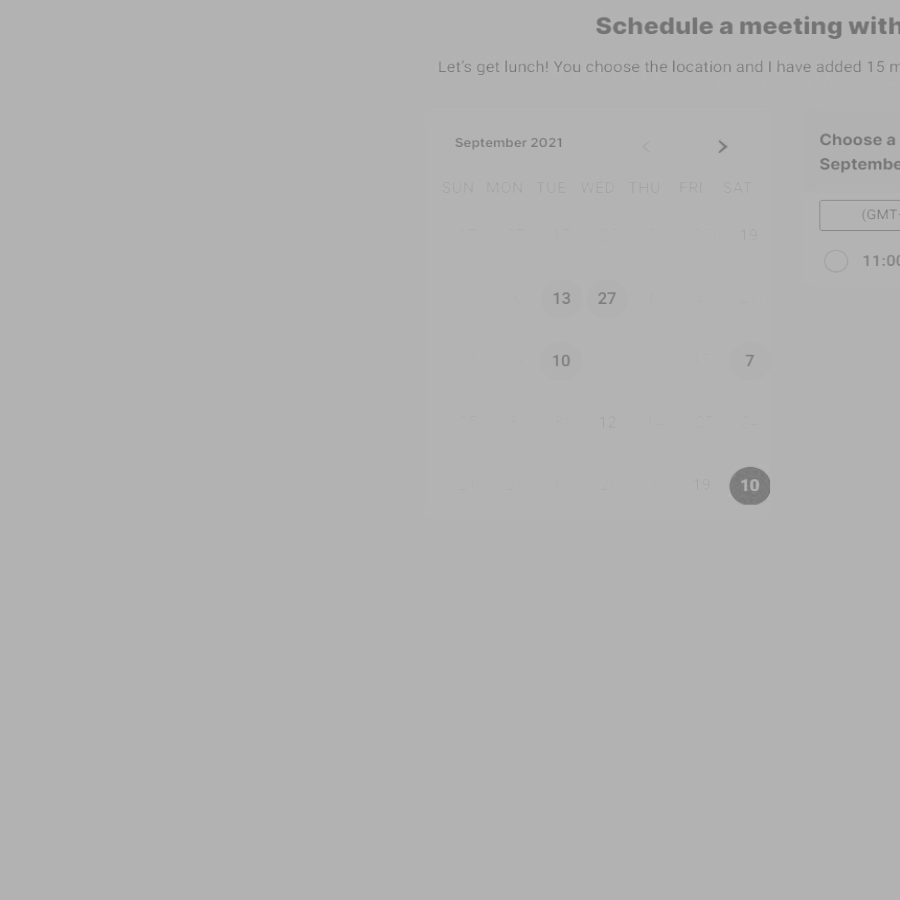 Schedule a meeting with
Let's get lunch! You choose the location and I have added 15
September 2021
Choose a
Septembe
SUN MON TUE WED THU FRI SAT
(GMT
19
11:00
13 27
10 7
12
19 10